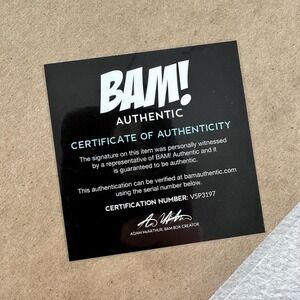 BAM!
AUTHENTIC
CERTIFICATE OF AUTHENTICITY
The signature on this item was personally witnessed
by a representative of BAM! Authentic and it
is guaranteed to be authentic.
This authentication can be verified at bamauthentic.com
using the serial number below.
CERTIFICATION NUMBER: V5P3197
ADAM McARTHUR, BAM BOX CREATOR